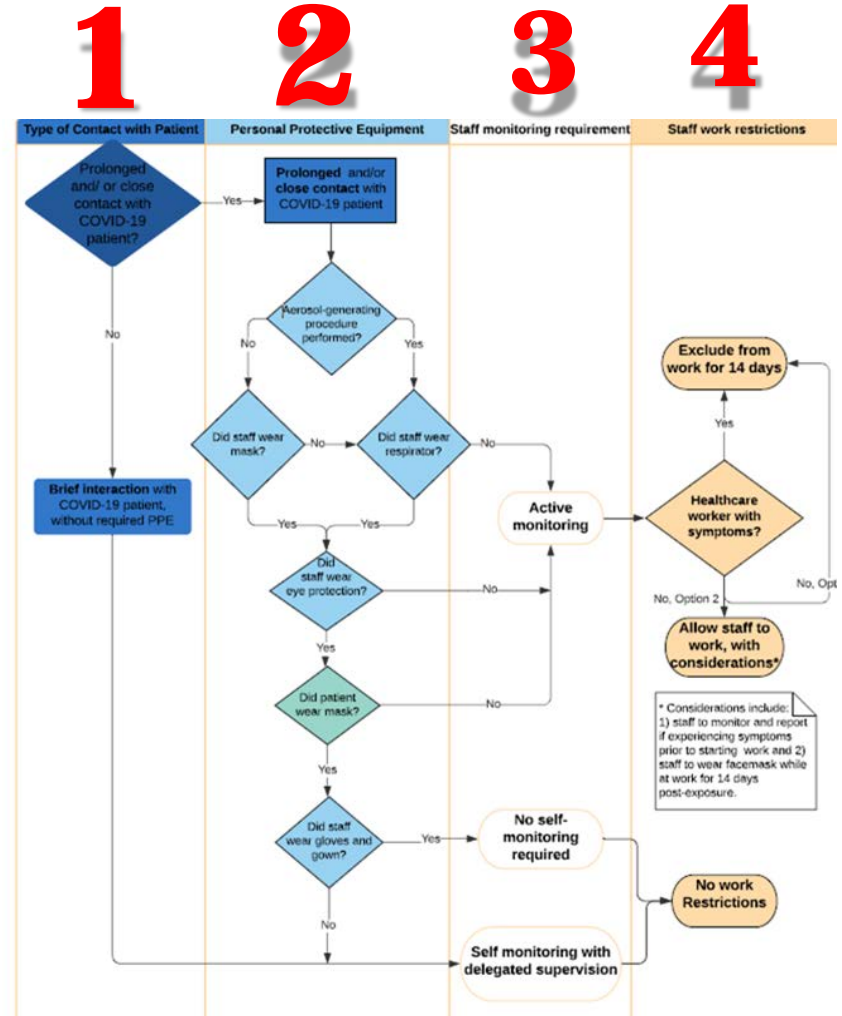 1 2 3 4
Type of Contact with Patient
Personal Protective Equipment
Staff monitoring requirement
Staff work restrictions
Prolonged
and/ or close
contact with
COVID-19
patient?
Yes
Prolonged and/or
close contact with
COVID-19 patient
No
Aerosol-generating
procedure
performed?
No
Yes
Did staff wear
mask?
No
Did staff wear
respirator?
No
Exclude from
work for 14 days
Yes
Brief interaction with
COVID-19 patient,
without required PPE
Yes
Yes
Active
monitoring
Healthcare
worker with
symptoms?
Did
staff wear
eye protection?
No
No, Opt
No, Option 2
Allow staff to
work, with
considerations*
Yes
Did patient
wear mask?
No
* Considerations include:
1) staff to monitor and report
if experiencing symptoms
prior to starting work and 2)
staff to wear facemask while
at work for 14 days
post-exposure.
Yes
Did staff
wear gloves and
gown?
Yes
No self-
monitoring
required
No work
Restrictions
No
Self monitoring with
delegated supervision